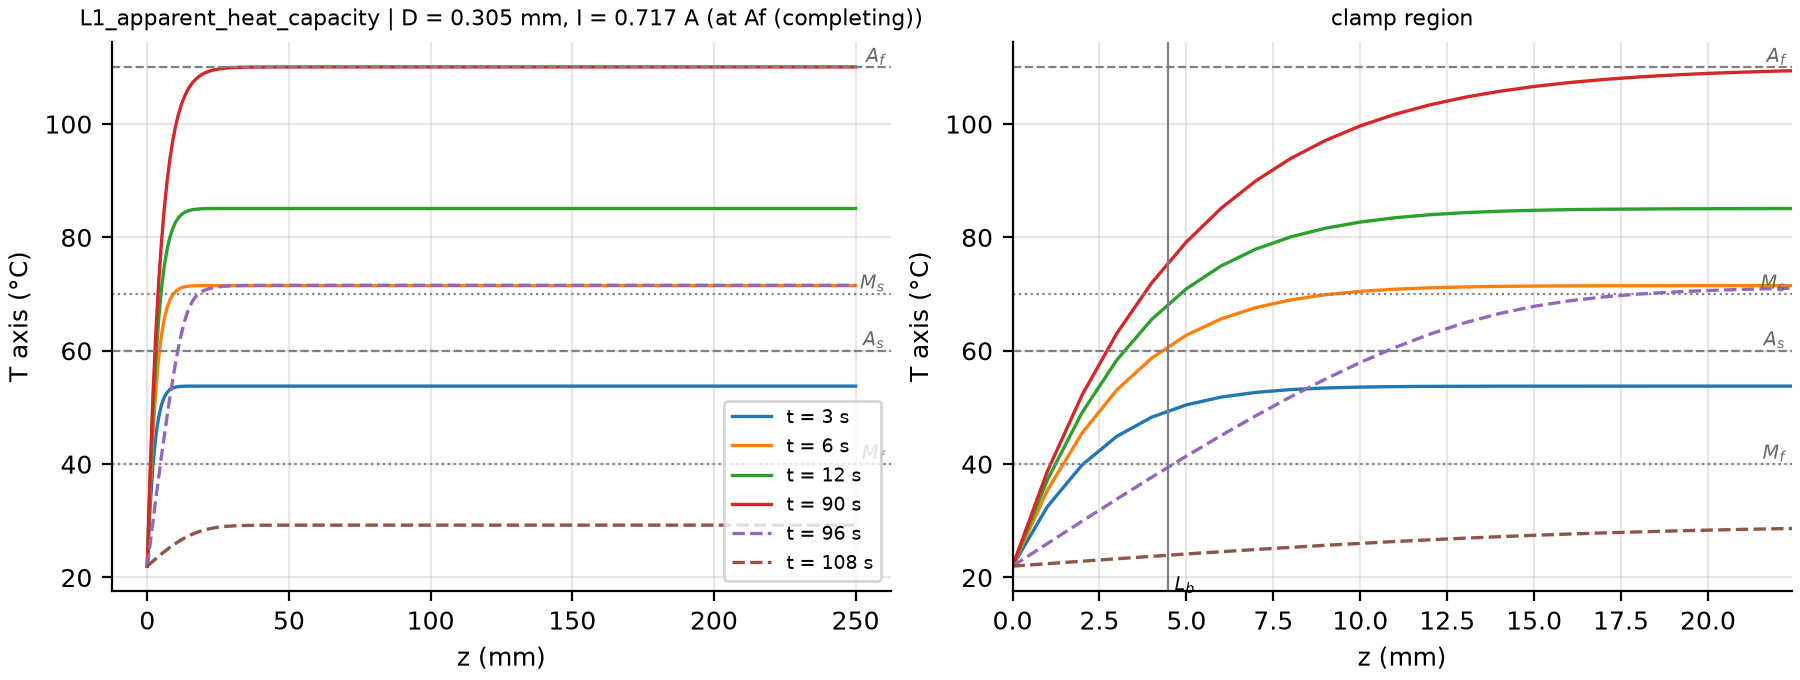 L1_apparent_heat_capacity | D = 0.305 mm, I = 0.717 A (at Af (completing))
T axis (°C)
100
80
60
40
20
A_f
M_s
A_s
M_f
t = 3 s
t = 6 s
t = 12 s
t = 90 s
t = 96 s
t = 108 s
0
50
100
150
200
250
z (mm)
clamp region
T axis (°C)
100
80
60
40
20
A_f
M_s
A_s
M_f
L_b
0.0
2.5
5.0
7.5
10.0
12.5
15.0
17.5
20.0
z (mm)